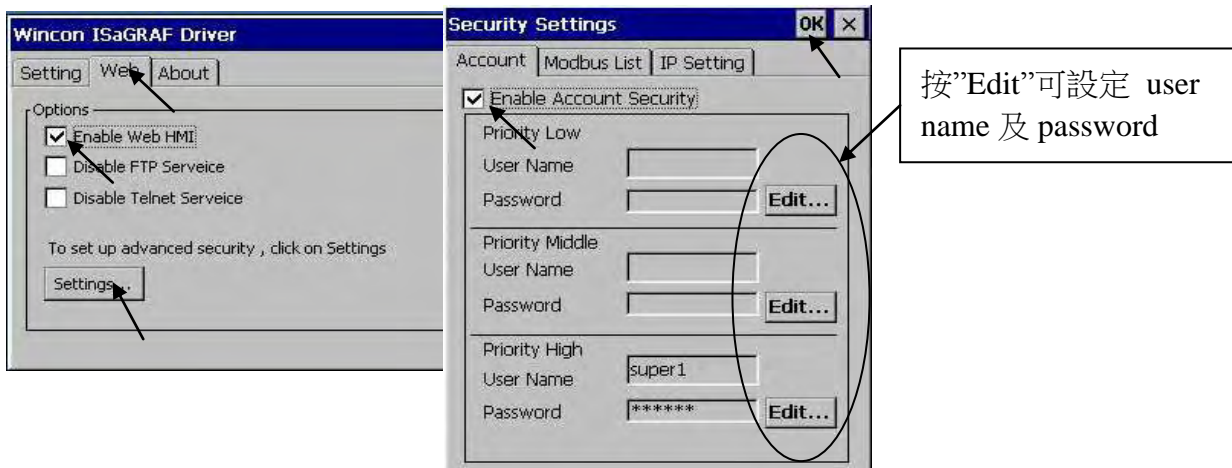 Wincon ISaGRAF Driver
Setting Web About
Options
Enable Web HMI
Disable FTP Serveice
Disable Telnet Serveice
To set up advanced security , click on Settings
Settings...
Security Settings OK ×
Account Modbus List IP Setting
Enable Account Security
Priority Low
User Name
Password Edit...
Priority Middle
User Name
Password Edit...
Priority High
User Name super1
Password ****** Edit...
按”Edit”可設定 user
name 及 password